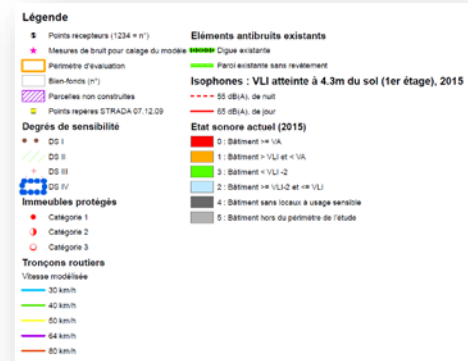 Légende
Points recepteurs (1234 = n°)
Mesures de bruit pour calage du modèle
Périmètre d'évaluation
Bien-fonds (n°)
Parcelles non construites
Points repères STRADA 07.12.09
Degrés de sensibilité
DS I
DS II
DS III
DS IV
Immeubles protégés
Catégorie 1
Catégorie 2
Catégorie 3
Tronçons routiers
Vitesse modélisée
30 km/h
40 km/h
50 km/h
64 km/h
80 km/h
Eléments antibruits existants
Digue existante
Paroi existante sans revêtement
Isophones : VLI atteinte à 4.3m du sol (1er étage), 2015
55 dB(A), de nuit
65 dB(A), de jour
Etat sonore actuel (2015)
0 : Bâtiment >= VA
1 : Bâtiment > VLI et < VA
3 : Bâtiment < VLI -2
2 : Bâtiment >= VLI-2 et <= VLI
4 : Bâtiment sans locaux à usage sensible
5 : Bâtiment hors du périmètre de l'étude